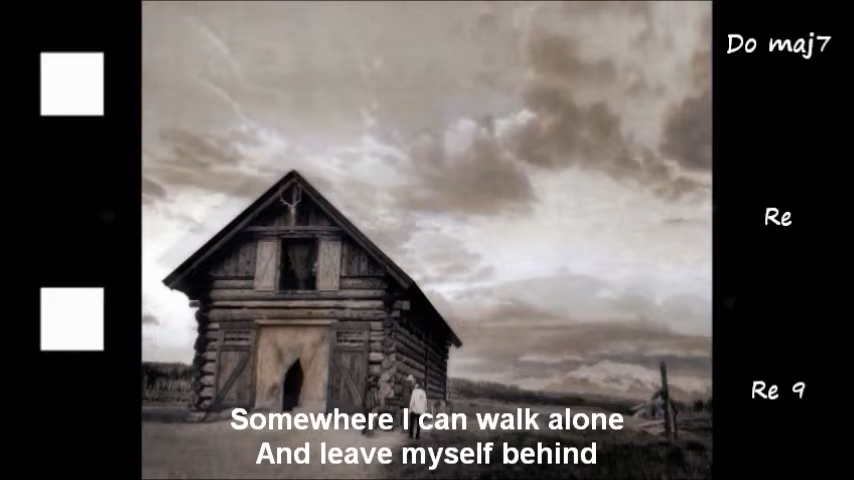 Do maj7
Re
Re 9
Somewhere I can walk alone
And leave myself behind